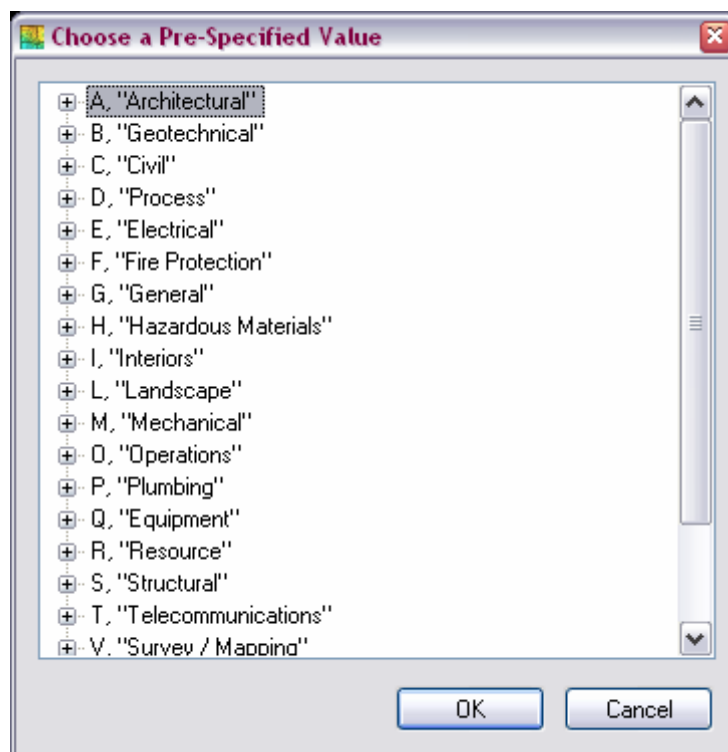 Choose a Pre-Specified Value
A, "Architectural"
B, "Geotechnical"
C, "Civil"
D, "Process"
E, "Electrical"
F, "Fire Protection"
G, "General"
H, "Hazardous Materials"
I, "Interiors"
L, "Landscape"
M, "Mechanical"
O, "Operations"
P, "Plumbing"
Q, "Equipment"
R, "Resource"
S, "Structural"
T, "Telecommunications"
V, "Survey / Mapping"
OK Cancel